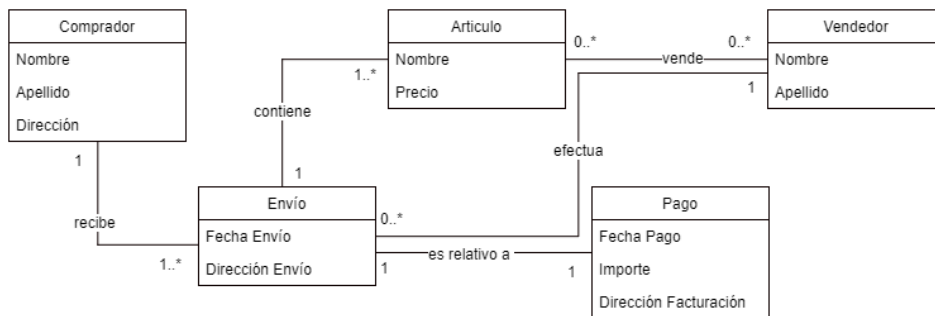 Comprador
Nombre
Apellido
Dirección
1
recibe
1..*
Articulo
Nombre
Precio
1..*
contiene
1
0..*
vende
0..*
Vendedor
Nombre
Apellido
1
efectua
0..*
Envío
Fecha Envío
Dirección Envío
1
es relativo a
1
Pago
Fecha Pago
Importe
Dirección Facturación